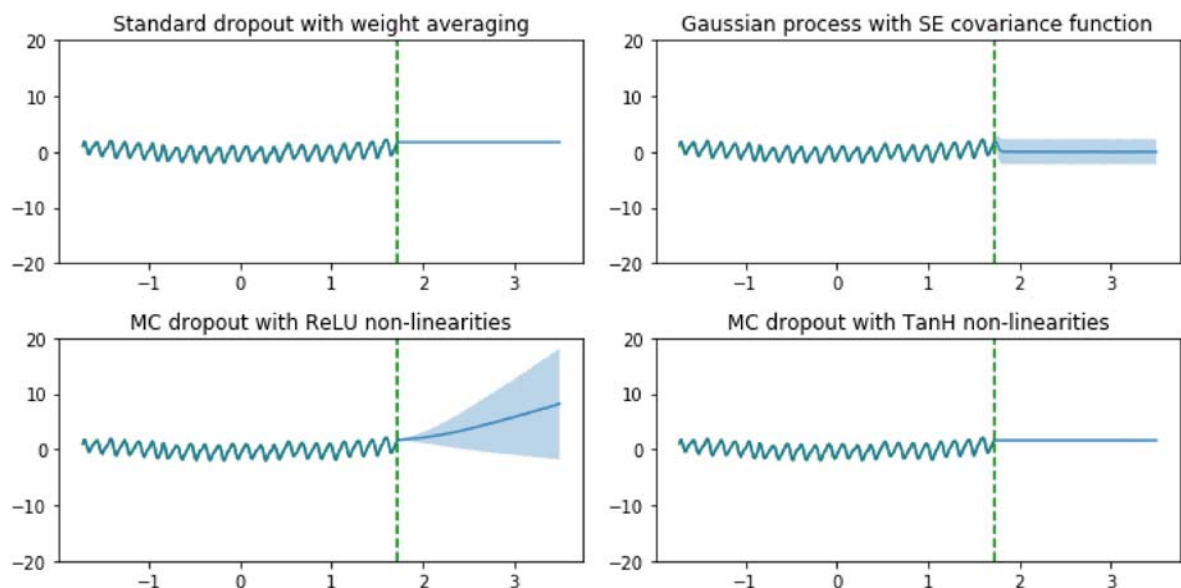 Standard dropout with weight averaging
20
10
0
−10
−20
−1 0 1 2 3
Gaussian process with SE covariance function
20
10
0
−10
−20
−1 0 1 2 3
MC dropout with ReLU non-linearities
20
10
0
−10
−20
−1 0 1 2 3
MC dropout with TanH non-linearities
20
10
0
−10
−20
−1 0 1 2 3